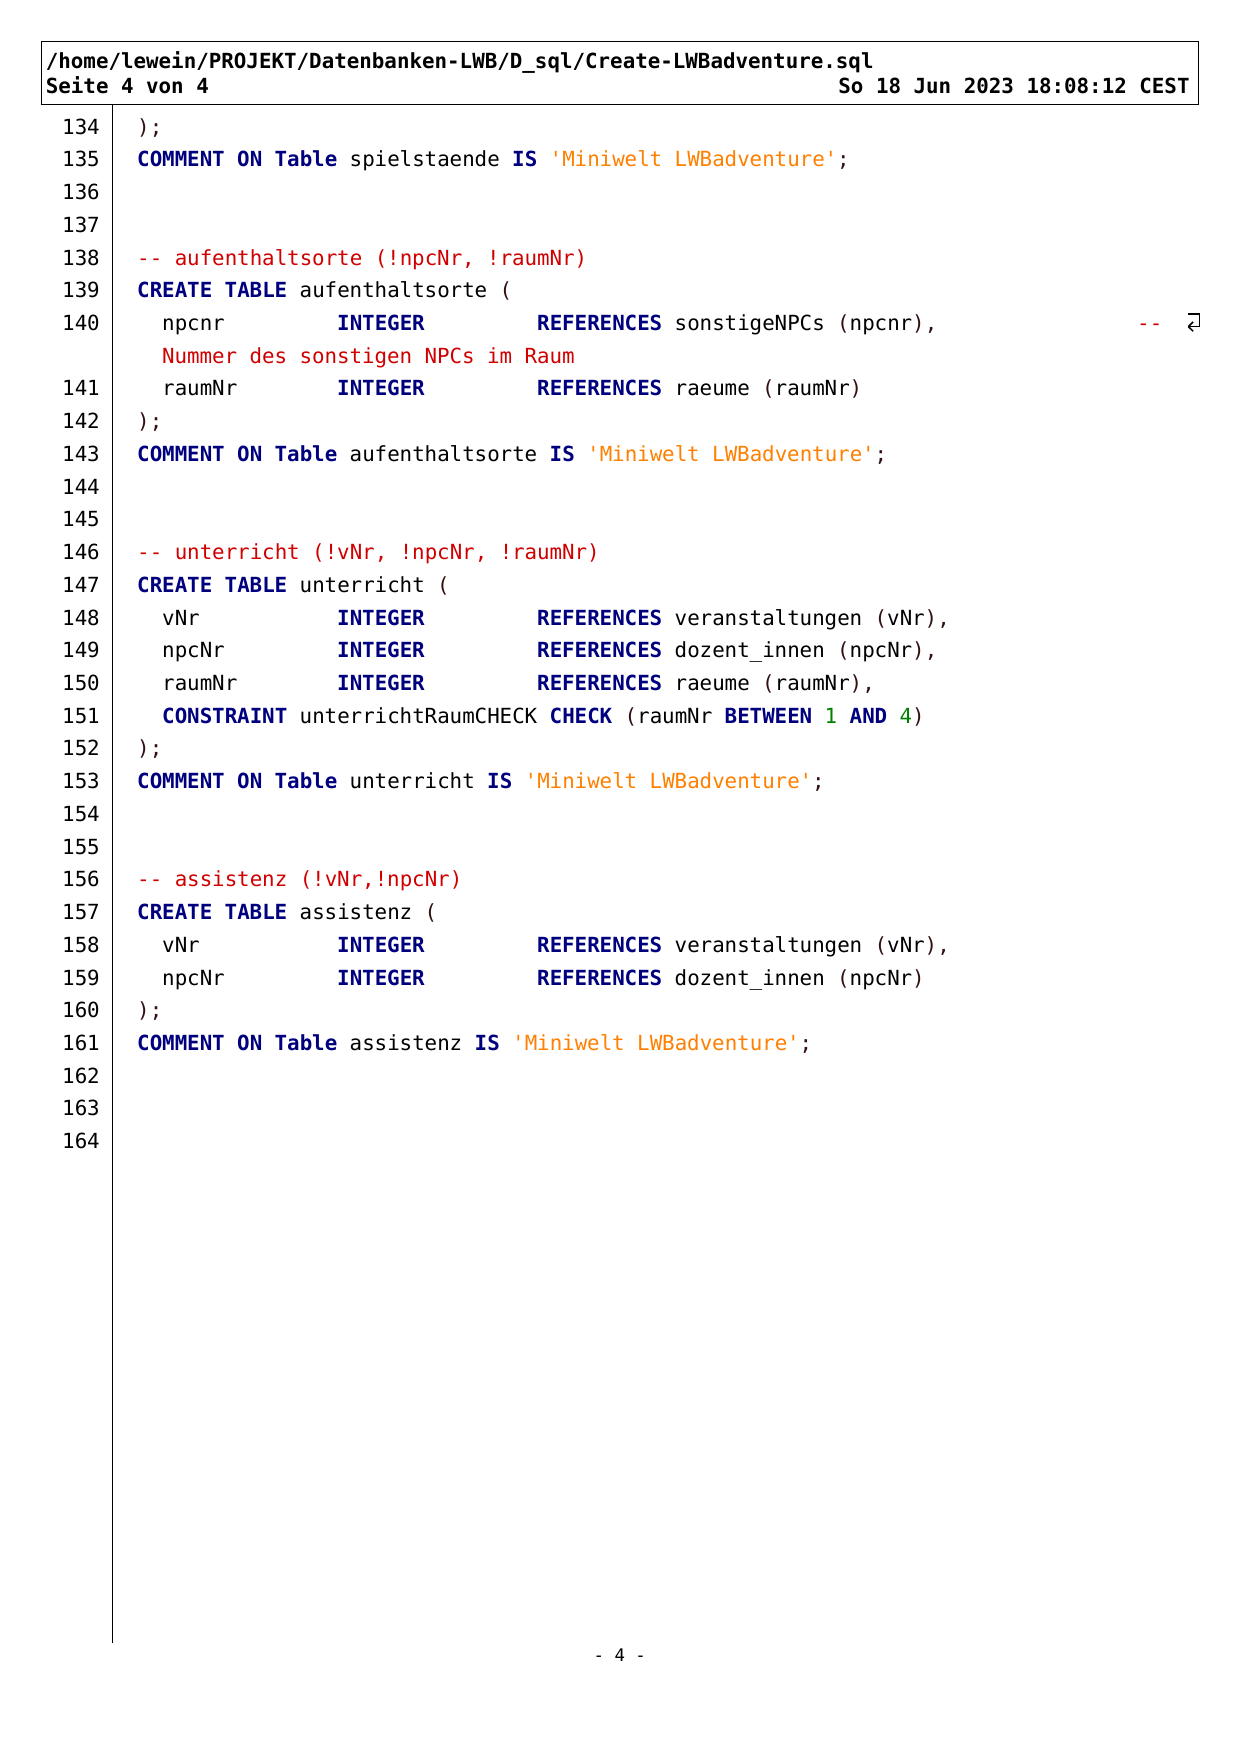 /home/lewein/PROJEKT/Datenbanken-LWB/D_sql/Create-LWBadventure.sql
Seite 4 von 4 So 18 Jun 2023 18:08:12 CEST
134 );
135 COMMENT ON Table spielstaende IS 'Miniwelt LWBadventure';
136
137
138 -- aufenthaltsorte (!npcNr, !raumNr)
139 CREATE TABLE aufenthaltsorte (
140 npcnr INTEGER REFERENCES sonstigeNPCs (npcnr), --
Nummer des sonstigen NPCs im Raum
141 raumNr INTEGER REFERENCES raeume (raumNr)
142 );
143 COMMENT ON Table aufenthaltsorte IS 'Miniwelt LWBadventure';
144
145
146 -- unterricht (!vNr, !npcNr, !raumNr)
147 CREATE TABLE unterricht (
148 vNr INTEGER REFERENCES veranstaltungen (vNr),
149 npcNr INTEGER REFERENCES dozent_innen (npcNr),
150 raumNr INTEGER REFERENCES raeume (raumNr),
151 CONSTRAINT unterrichtRaumCHECK CHECK (raumNr BETWEEN 1 AND 4)
152 );
153 COMMENT ON Table unterricht IS 'Miniwelt LWBadventure';
154
155
156 -- assistenz (!vNr,!npcNr)
157 CREATE TABLE assistenz (
158 vNr INTEGER REFERENCES veranstaltungen (vNr),
159 npcNr INTEGER REFERENCES dozent_innen (npcNr)
160 );
161 COMMENT ON Table assistenz IS 'Miniwelt LWBadventure';
162
163
164
- 4 -